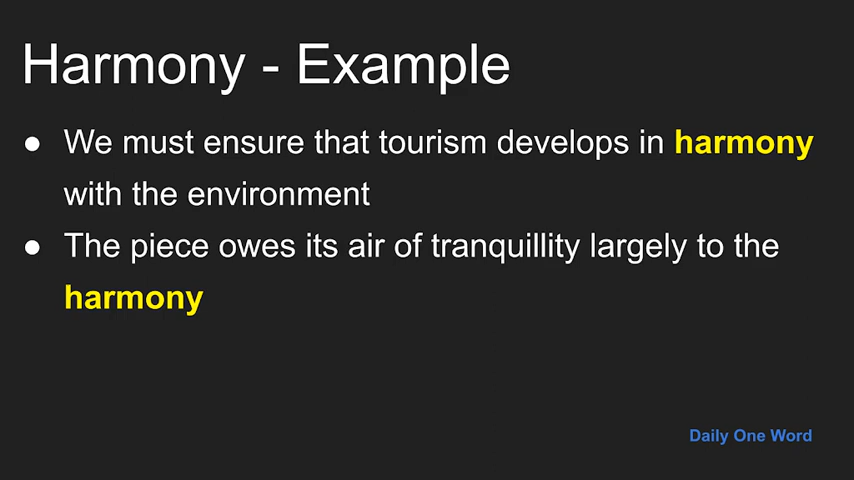 Harmony - Example
● We must ensure that tourism develops in harmony
with the environment
● The piece owes its air of tranquillity largely to the
harmony
Daily One Word